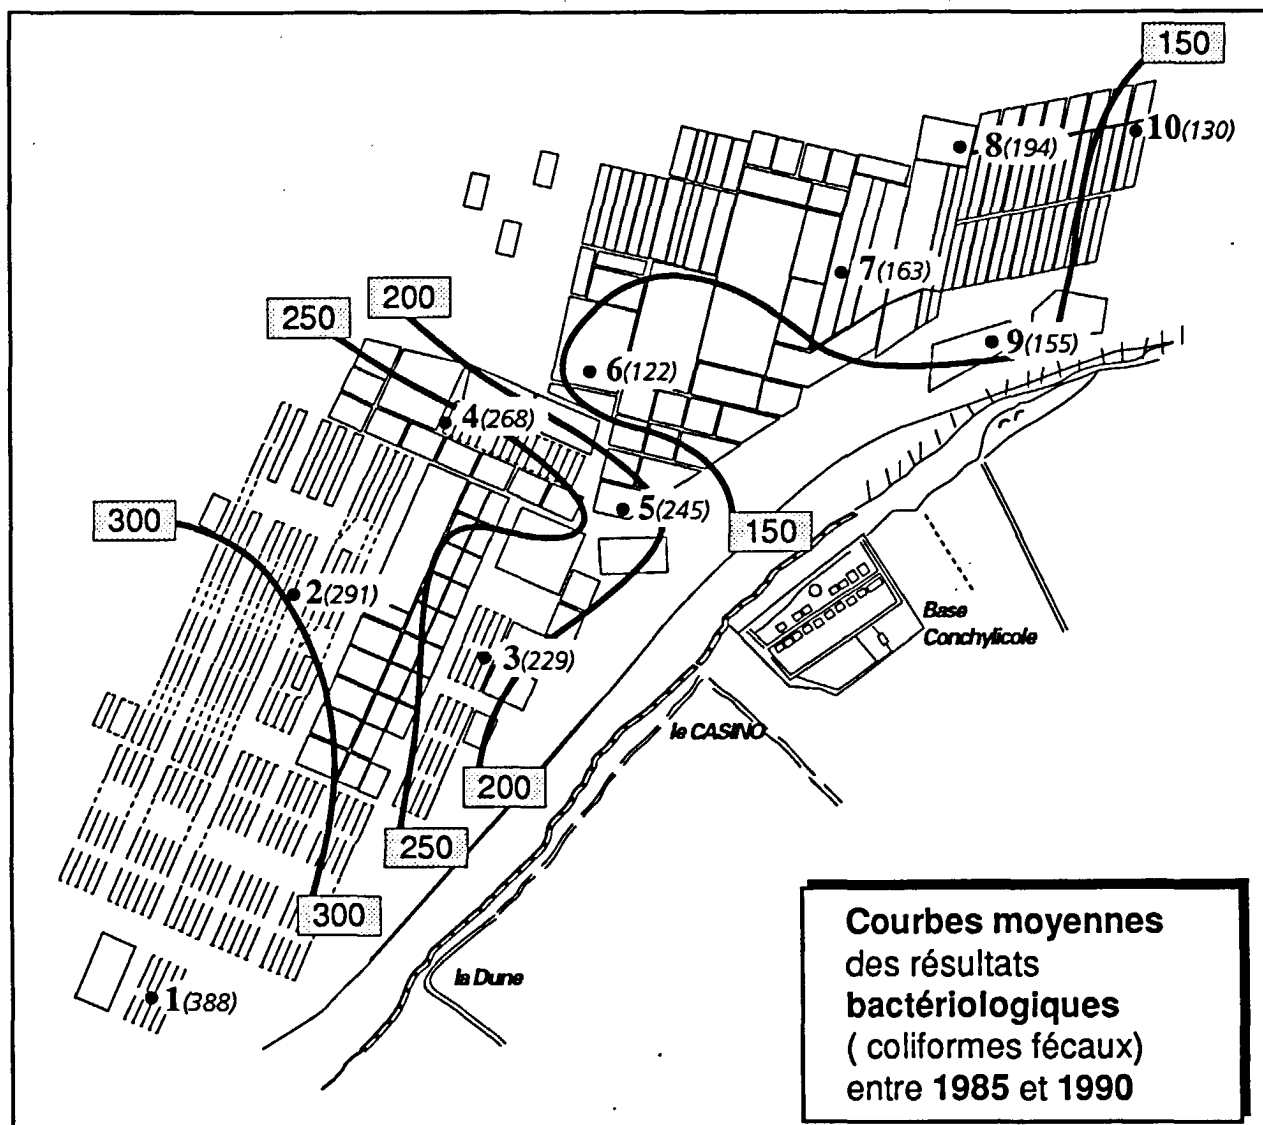 150
10(130)
8(194)
7(163)
200
250
9(155)
6(122)
4(268)
5(245)
300
150
2(291)
Base
Conchylicole
3(229)
le CASINO
200
250
300
la Dune
1(388)
Courbes moyennes
des résultats
bactériologiques
( coliformes fécaux)
entre 1985 et 1990